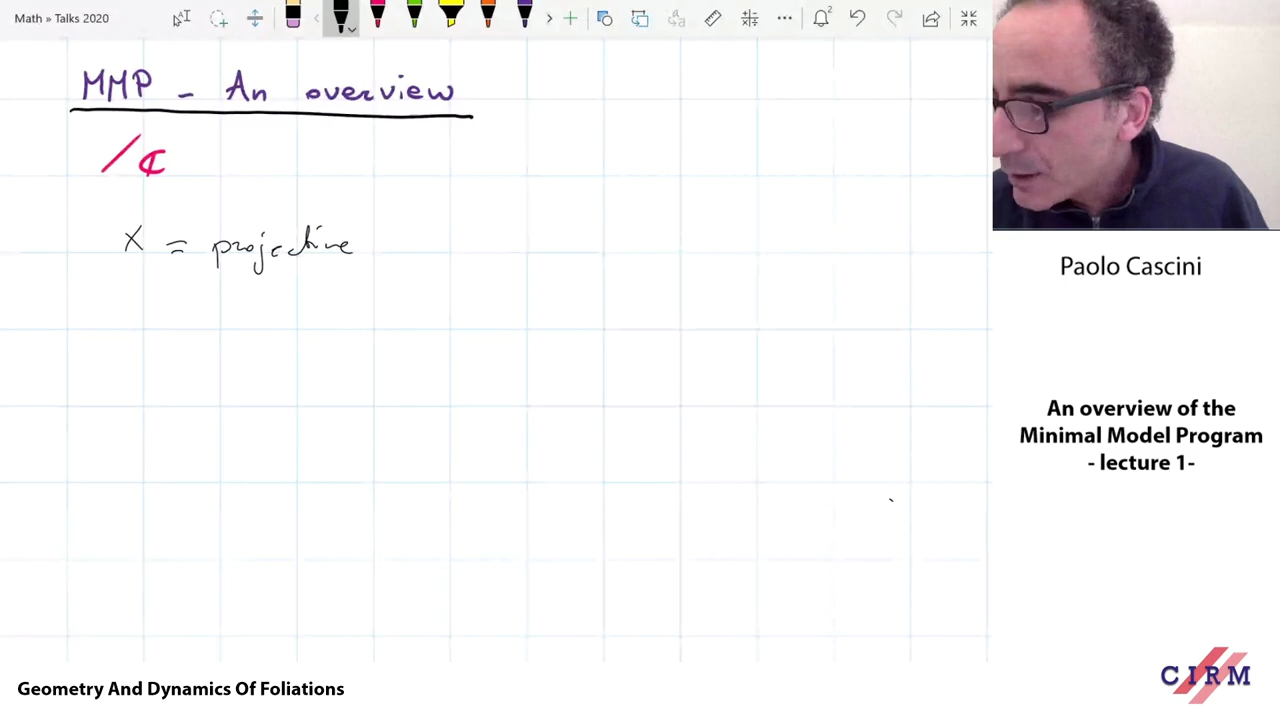 Math » Talks 2020
MMP - An overview
/ℂ
X = projective
Paolo Cascini
An overview of the
Minimal Model Program
- lecture 1-
Geometry And Dynamics Of Foliations
CIRM